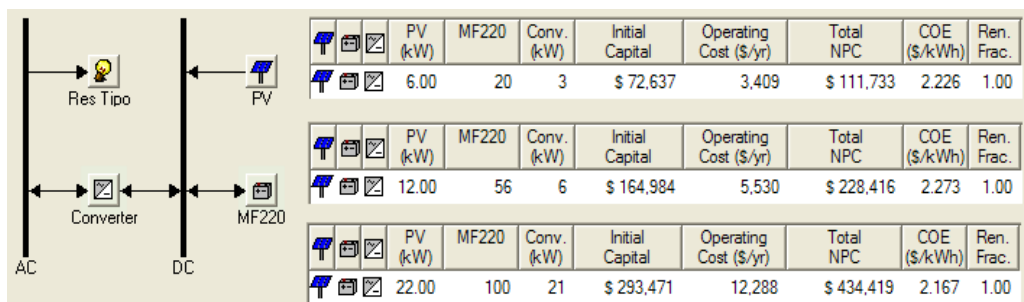 Res Tipo
PV
Converter
MF220
AC
DC
PV (kW) MF220 Conv. (kW) Initial Capital Operating Cost ($/yr) Total NPC COE ($/kWh) Ren. Frac.
6.00 20 3 $ 72,637 3,409 $ 111,733 2.226 1.00
PV (kW) MF220 Conv. (kW) Initial Capital Operating Cost ($/yr) Total NPC COE ($/kWh) Ren. Frac.
12.00 56 6 $ 164,984 5,530 $ 228,416 2.273 1.00
PV (kW) MF220 Conv. (kW) Initial Capital Operating Cost ($/yr) Total NPC COE ($/kWh) Ren. Frac.
22.00 100 21 $ 293,471 12,288 $ 434,419 2.167 1.00